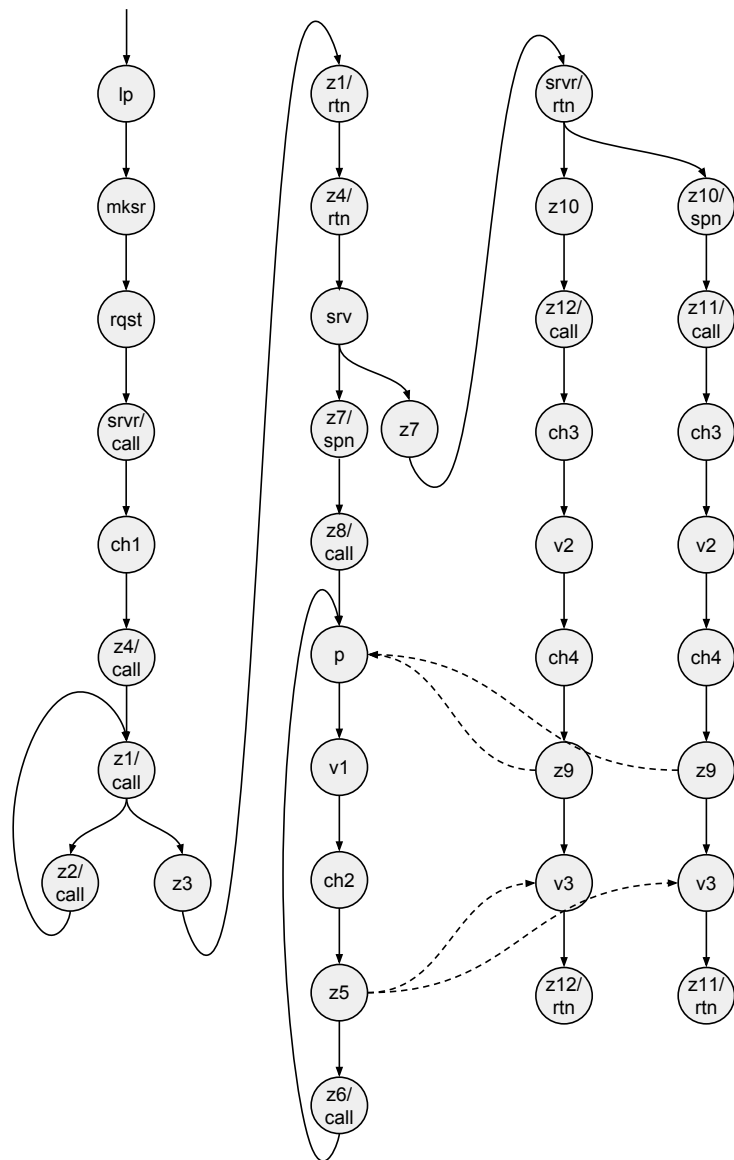 lp
mksr
rqst
srvr/
call
ch1
z4/
call
z1/
call
z2/
call
z3
z1/
rtn
z4/
rtn
srv
z7/
spn
z7
z8/
call
p
v1
ch2
z5
z6/
call
srvr/
rtn
z10
z12/
call
ch3
v2
ch4
z9
v3
z12/
rtn
z10/
spn
z11/
call
ch3
v2
ch4
z9
v3
z11/
rtn